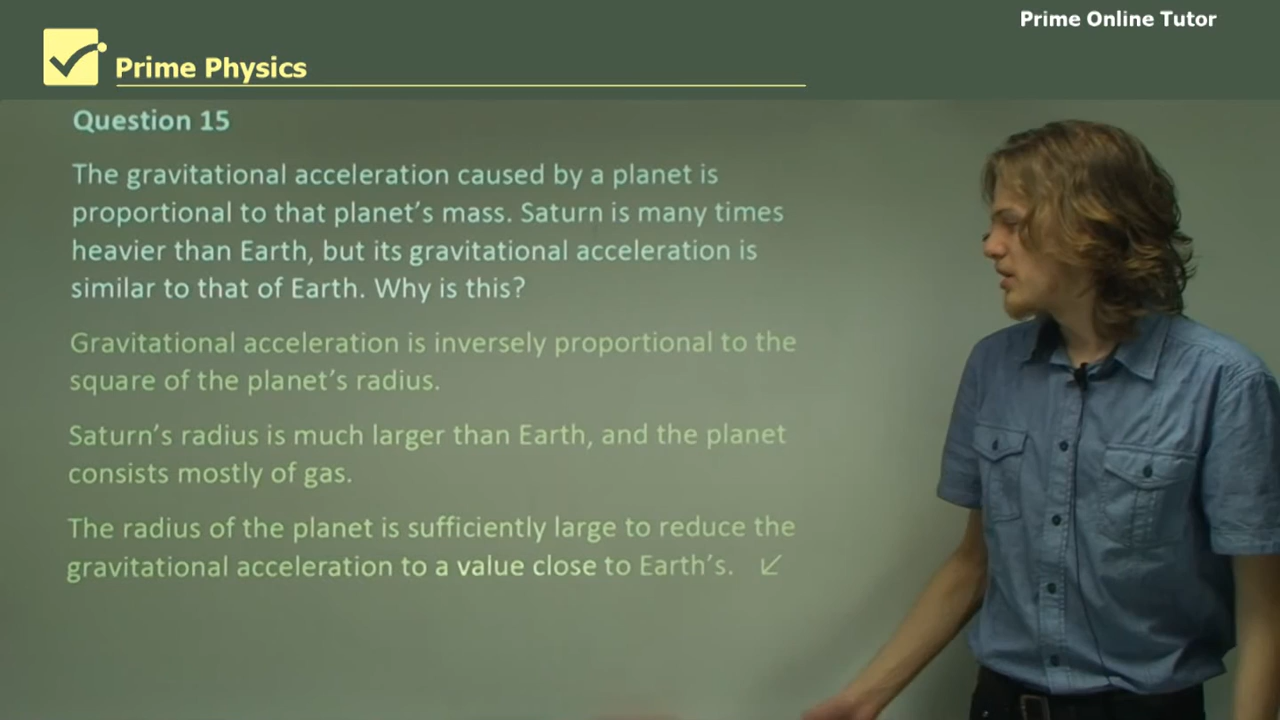 Prime Online Tutor
Prime Physics
Question 15
The gravitational acceleration caused by a planet is
proportional to that planet's mass. Saturn is many times
heavier than Earth, but its gravitational acceleration is
similar to that of Earth. Why is this?
Gravitational acceleration is inversely proportional to the
square of the planet's radius.
Saturn's radius is much larger than Earth, and the planet
consists mostly of gas.
The radius of the planet is sufficiently large to reduce the
gravitational acceleration to a value close to Earth's.